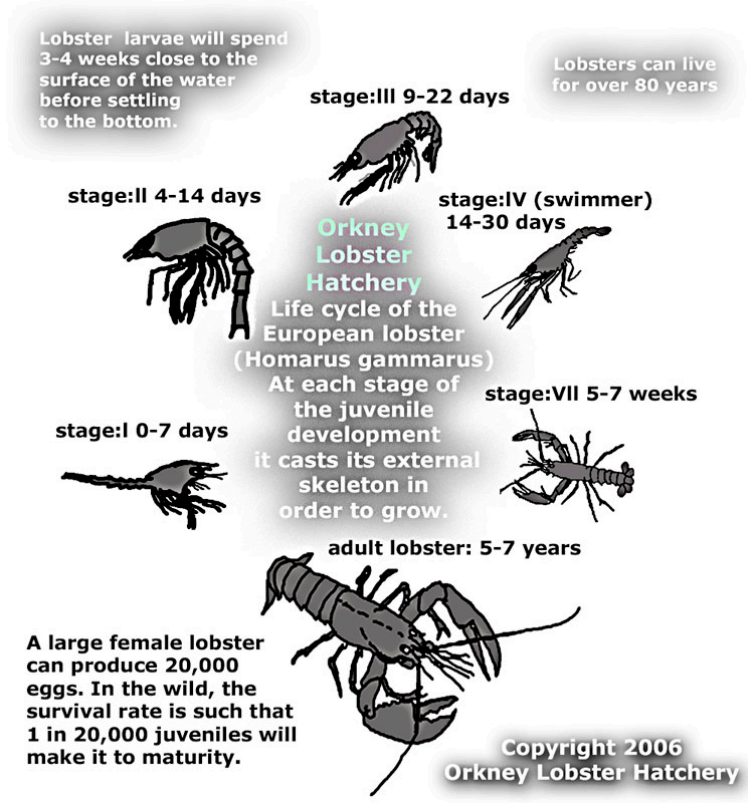 Lobster larvae will spend
3-4 weeks close to the
surface of the water
before settling
to the bottom.
Lobsters can live
for over 80 years
stage:III 9-22 days
stage:II 4-14 days
stage:IV (swimmer)
14-30 days
Orkney
Lobster
Hatchery
Life cycle of the
European lobster
(Homarus gammarus)
At each stage of
the juvenile
development
it casts its external
skeleton in
order to grow.
stage:VII 5-7 weeks
stage:I 0-7 days
adult lobster: 5-7 years
A large female lobster
can produce 20,000
eggs. In the wild, the
survival rate is such that
1 in 20,000 juveniles will
make it to maturity.
Copyright 2006
Orkney Lobster Hatchery